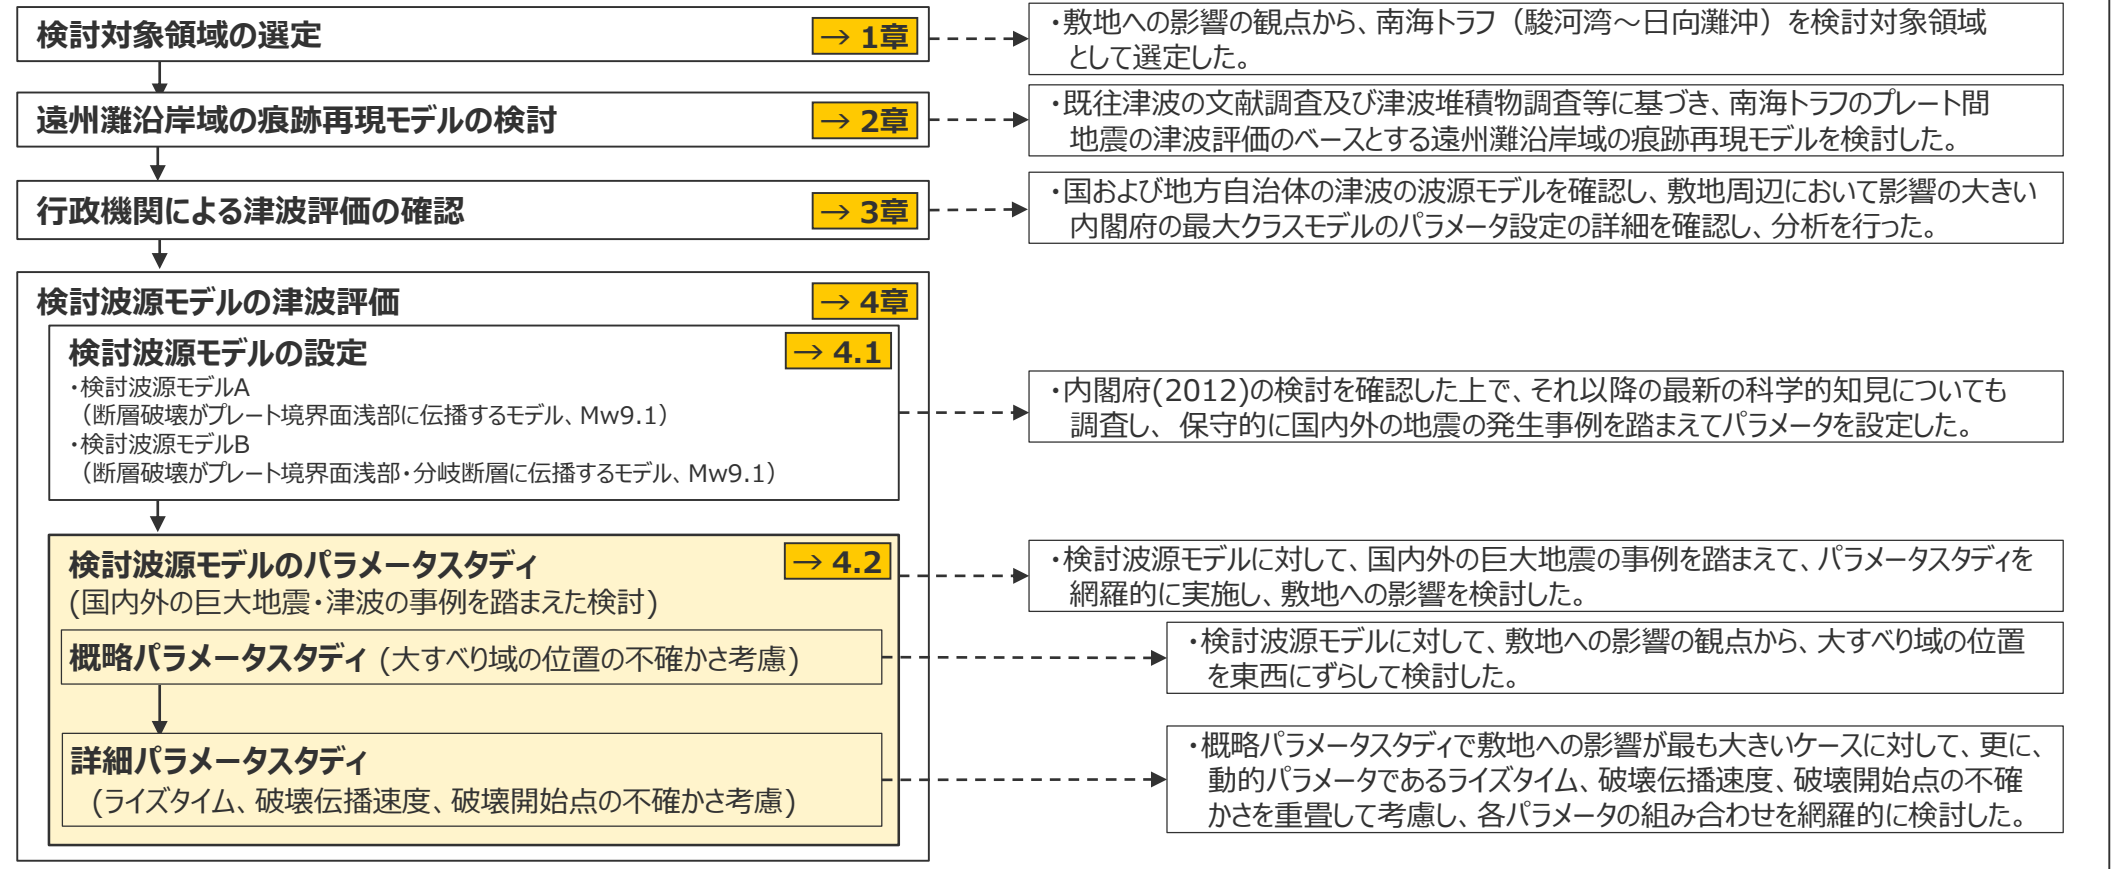 検討対象領域の選定
→ 1章
・敷地への影響の観点から、南海トラフ（駿河湾～日向灘沖）を検討対象領域
として選定した。
遠州灘沿岸域の痕跡再現モデルの検討
→ 2章
・既往津波の文献調査及び津波堆積物調査等に基づき、南海トラフのプレート間
地震の津波評価のベースとする遠州灘沿岸域の痕跡再現モデルを検討した。
行政機関による津波評価の確認
→ 3章
・国および地方自治体の津波の波源モデルを確認し、敷地周辺において影響の大きい
内閣府の最大クラスモデルのパラメータ設定の詳細を確認し、分析を行った。
検討波源モデルの津波評価
→ 4章
検討波源モデルの設定
→ 4.1
・検討波源モデルA
（断層破壊がプレート境界面浅部に伝播するモデル、Mw9.1）
・検討波源モデルB
（断層破壊がプレート境界面浅部・分岐断層に伝播するモデル、Mw9.1）
・内閣府(2012)の検討を確認した上で、それ以降の最新の科学的知見についても
調査し、保守的に国内外の地震の発生事例を踏まえてパラメータを設定した。
検討波源モデルのパラメータスタディ
→ 4.2
(国内外の巨大地震・津波の事例を踏まえた検討)
・検討波源モデルに対して、国内外の巨大地震の事例を踏まえて、パラメータスタディを
網羅的に実施し、敷地への影響を検討した。
概略パラメータスタディ (大すべり域の位置の不確かさ考慮)
・検討波源モデルに対して、敷地への影響の観点から、大すべり域の位置
を東西にずらして検討した。
詳細パラメータスタディ
(ライズタイム、破壊伝播速度、破壊開始点の不確かさ考慮)
・概略パラメータスタディで敷地への影響が最も大きいケースに対して、更に、
動的パラメータであるライズタイム、破壊伝播速度、破壊開始点の不確
かさを重畳して考慮し、各パラメータの組み合わせを網羅的に検討した。